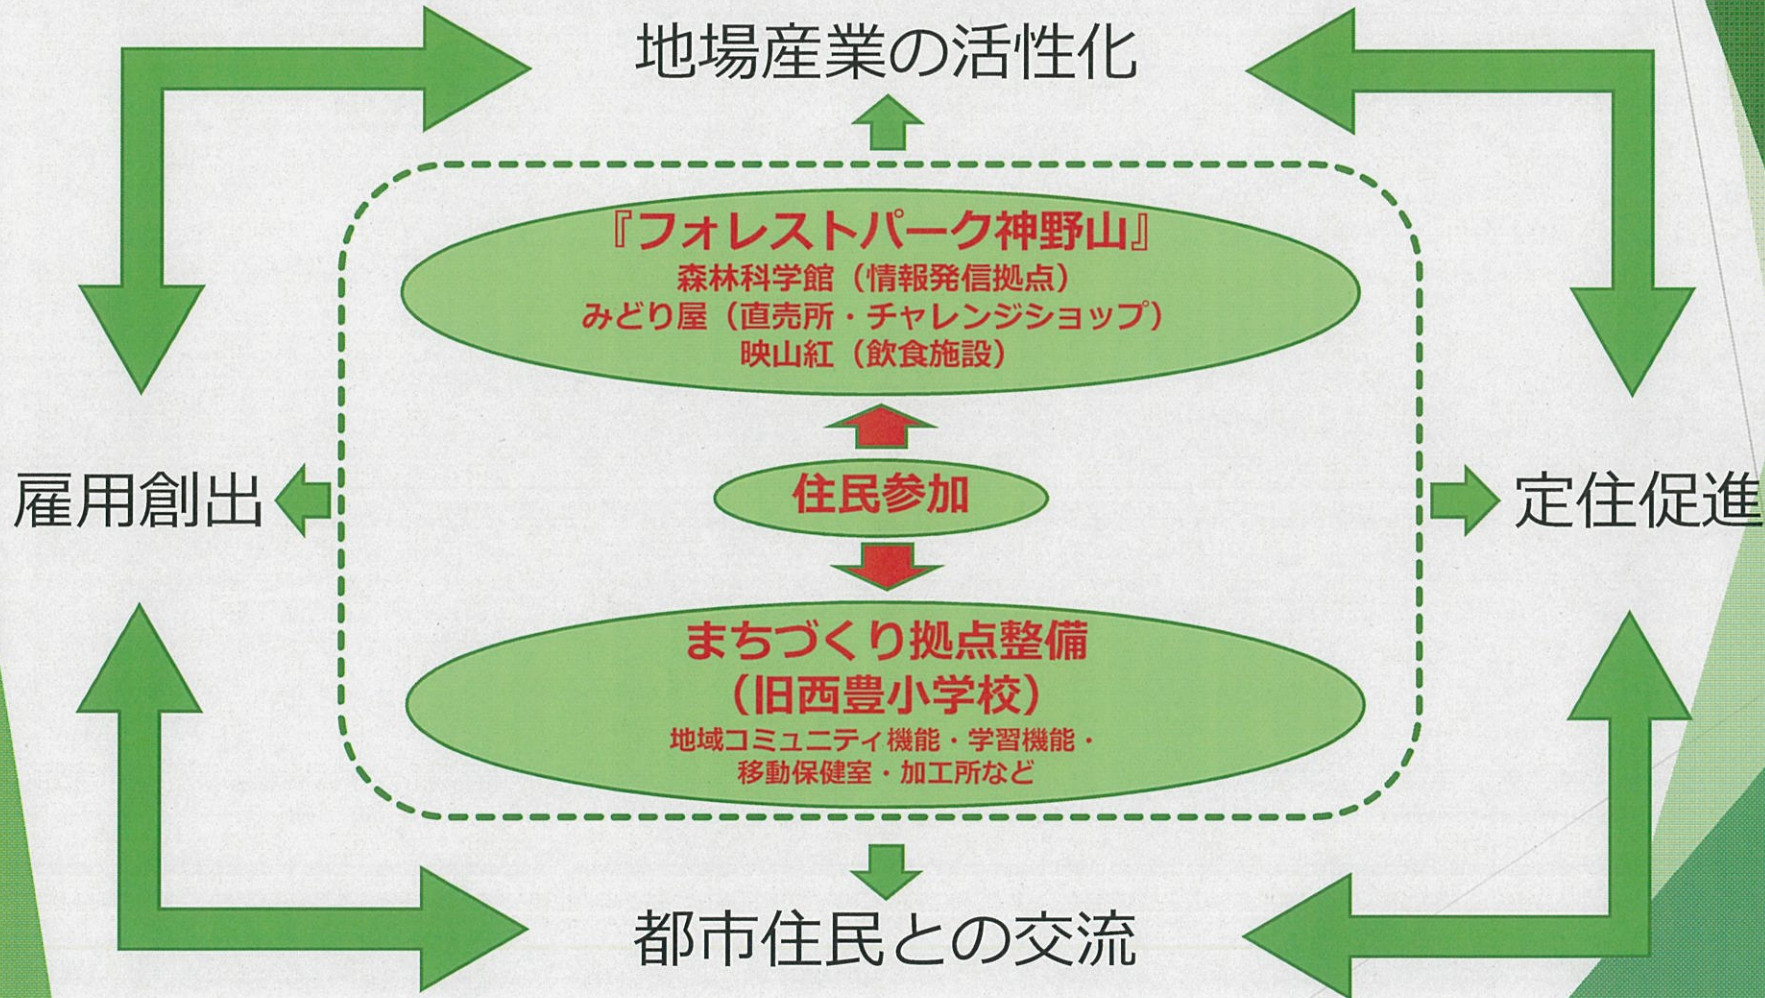 地場産業の活性化
『フォレストパーク神野山』
森林科学館（情報発信拠点）
みどり屋（直売所・チャレンジショップ）
映山紅（飲食施設）
雇用創出
住民参加
定住促進
まちづくり拠点整備
（旧西豊小学校）
地域コミュニティ機能・学習機能・
移動保健室・加工所など
都市住民との交流